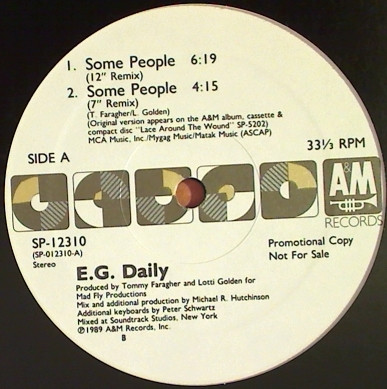 1. Some People 6:19
(12" Remix)
2. Some People 4:15
(7" Remix)
(T. Faragher/L. Golden)
(Original version appears on the A&M album, cassette &
compact disc "Lace Around The Wound" SP-5202)
MCA Music, Inc./Mygag Music/Matak Music (ASCAP)
SIDE A
33⅓ RPM
A&M
RECORDS
SP-12310
(SP-012310-A)
Stereo
Promotional Copy
Not For Sale
E.G. Daily
Produced by Tommy Faragher and Lotti Golden for
Mad Fly Productions
Mix and additional production by Michael R. Hutchinson
Additional keyboards by Peter Schwartz
Mixed at Soundtrack Studios, New York
℗1989 A&M Records, Inc.
B